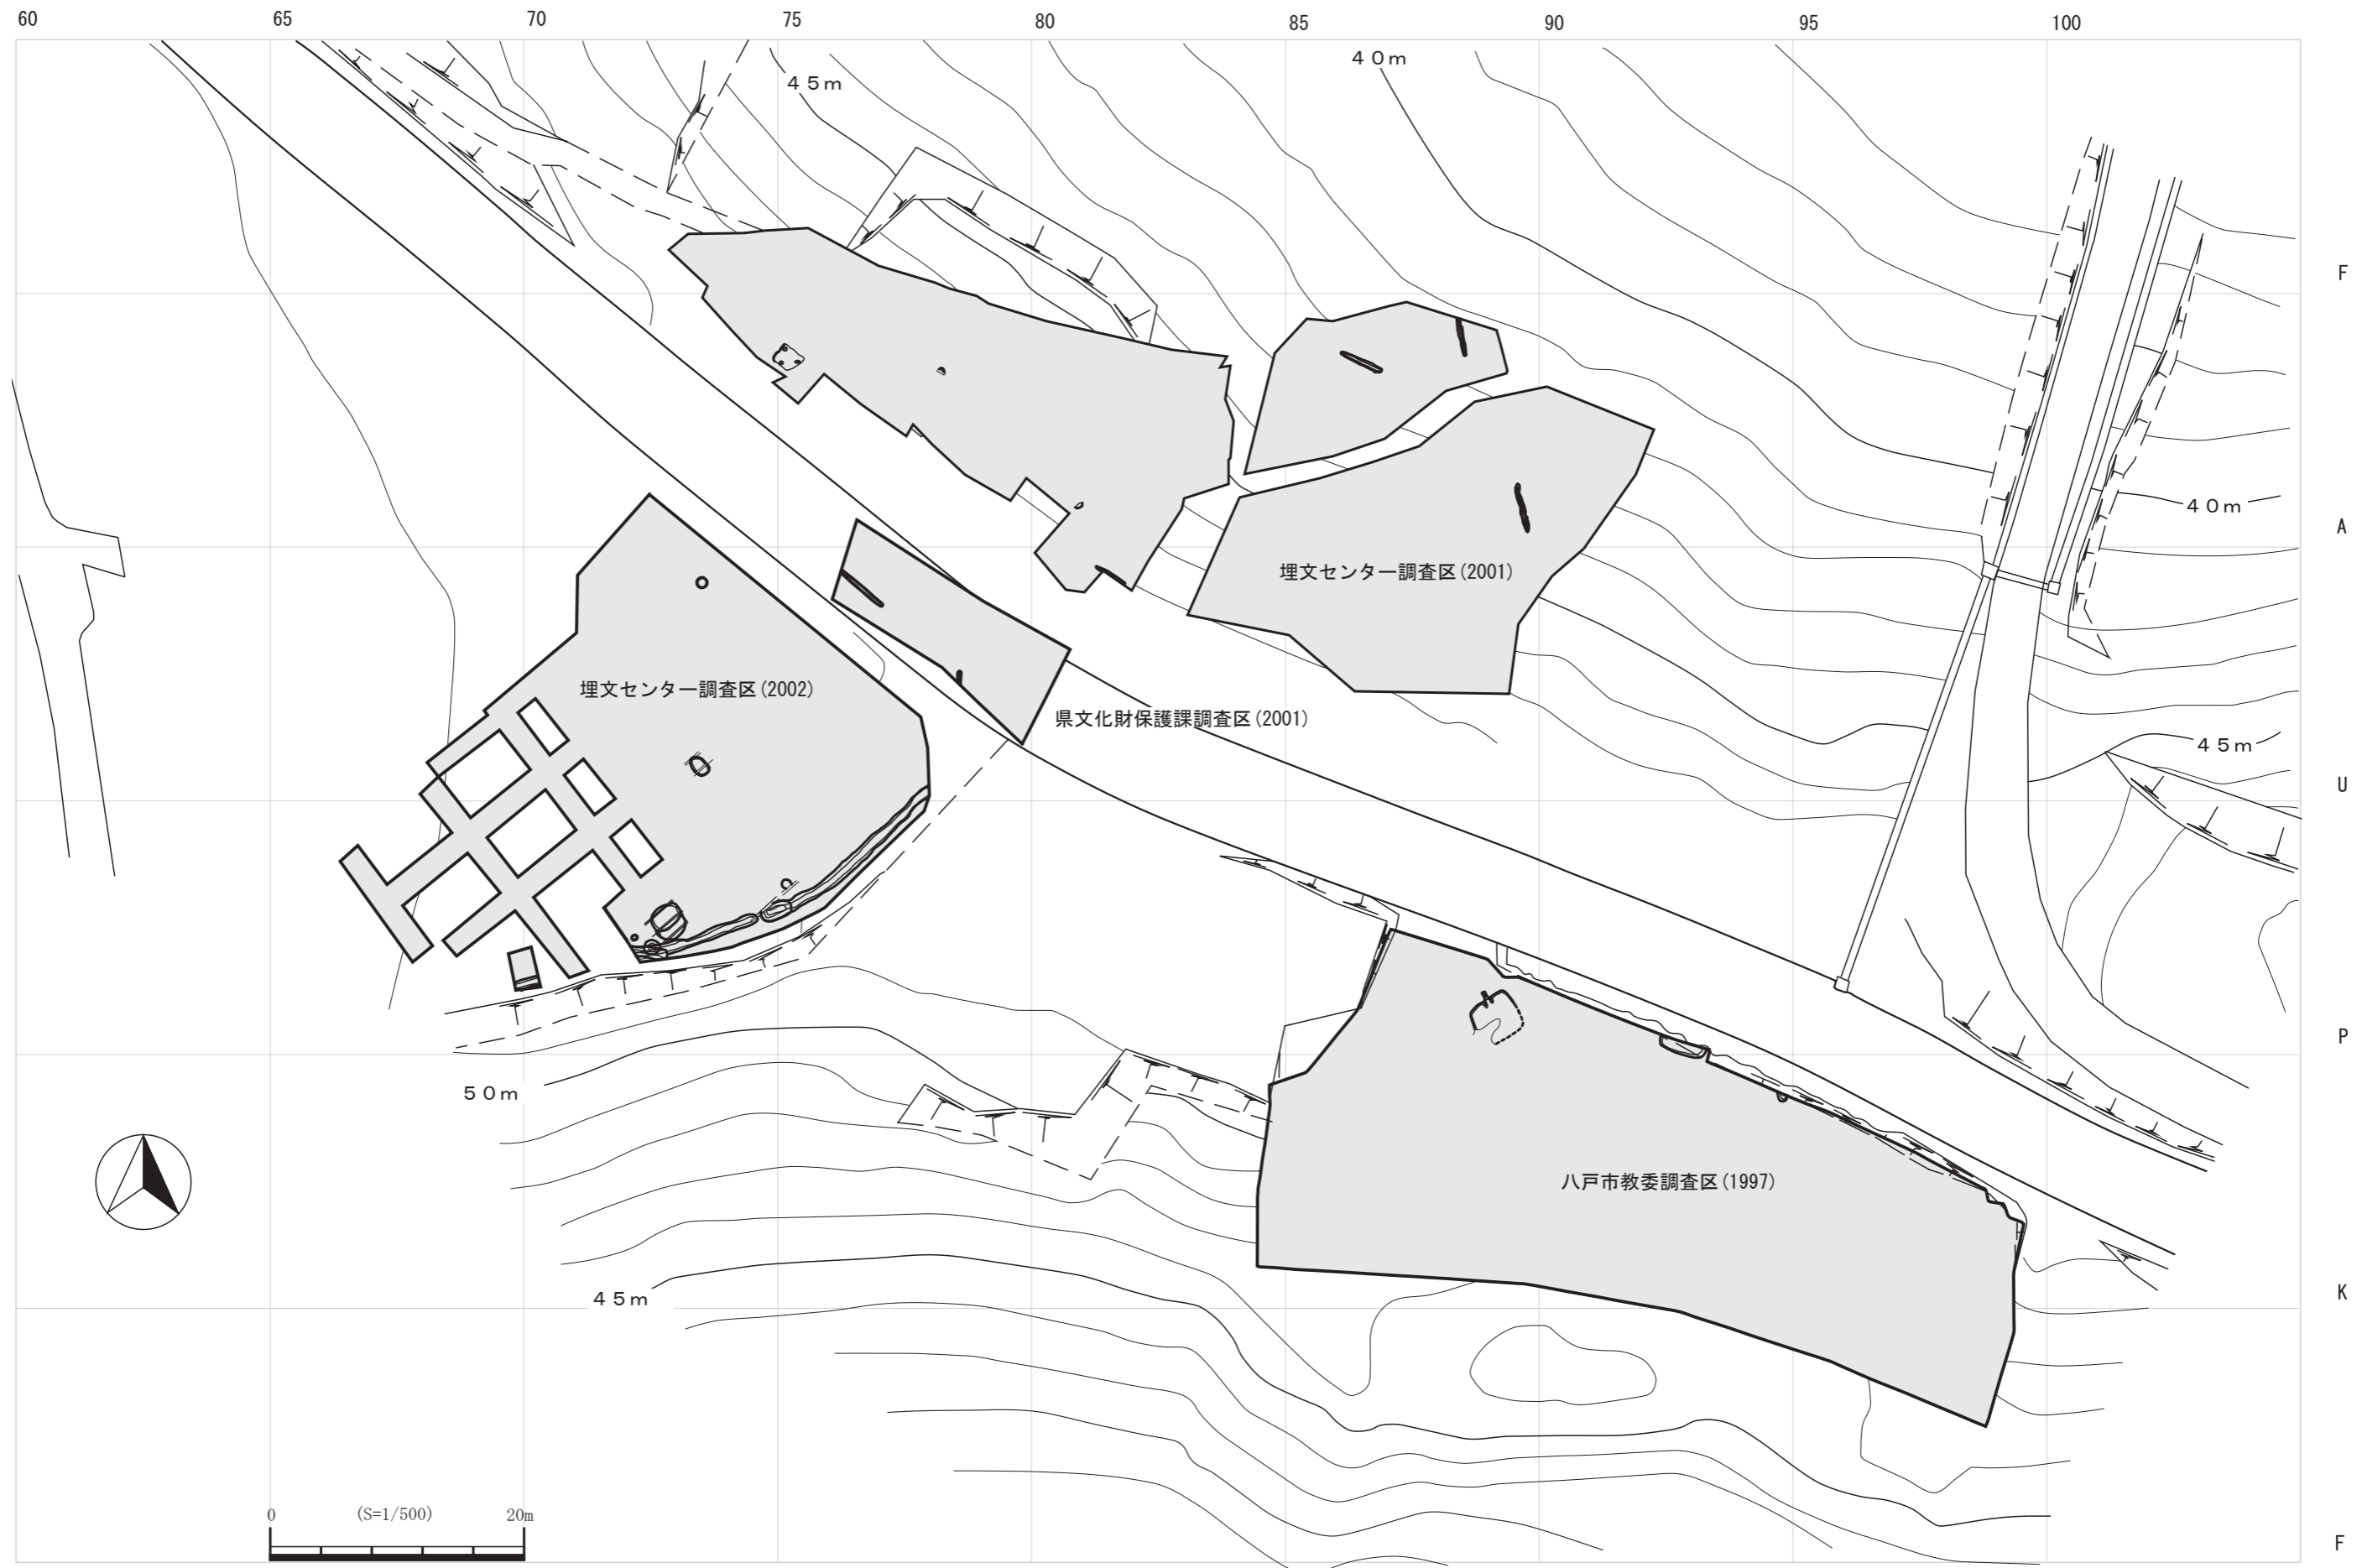 60 65 70 75 80 85 90 95 100
40m
45m
F
40m
A
埋文センター調査区(2001)
埋文センター調査区(2002)
県文化財保護課調査区(2001)
45m
U
P
50m
八戸市教委調査区(1997)
K
45m
0 (S=1/500) 20m
F